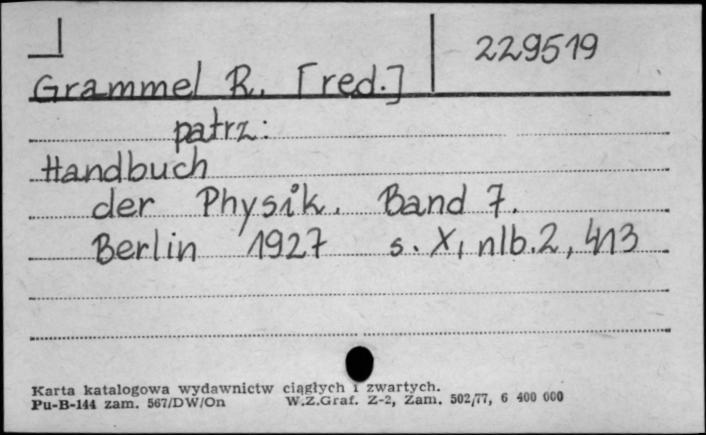 229519
Grammel R. [red.]
patrz:
Handbuch
der Physik. Band 7.
Berlin 1927 s. X, nlb. 2, 413
Karta katalogowa wydawnictw ciągłych i zwartych.
Pu-B-144 zam. 567/DW/On W.Z.Graf. Z-2, Zam. 502/77, 6 400 000